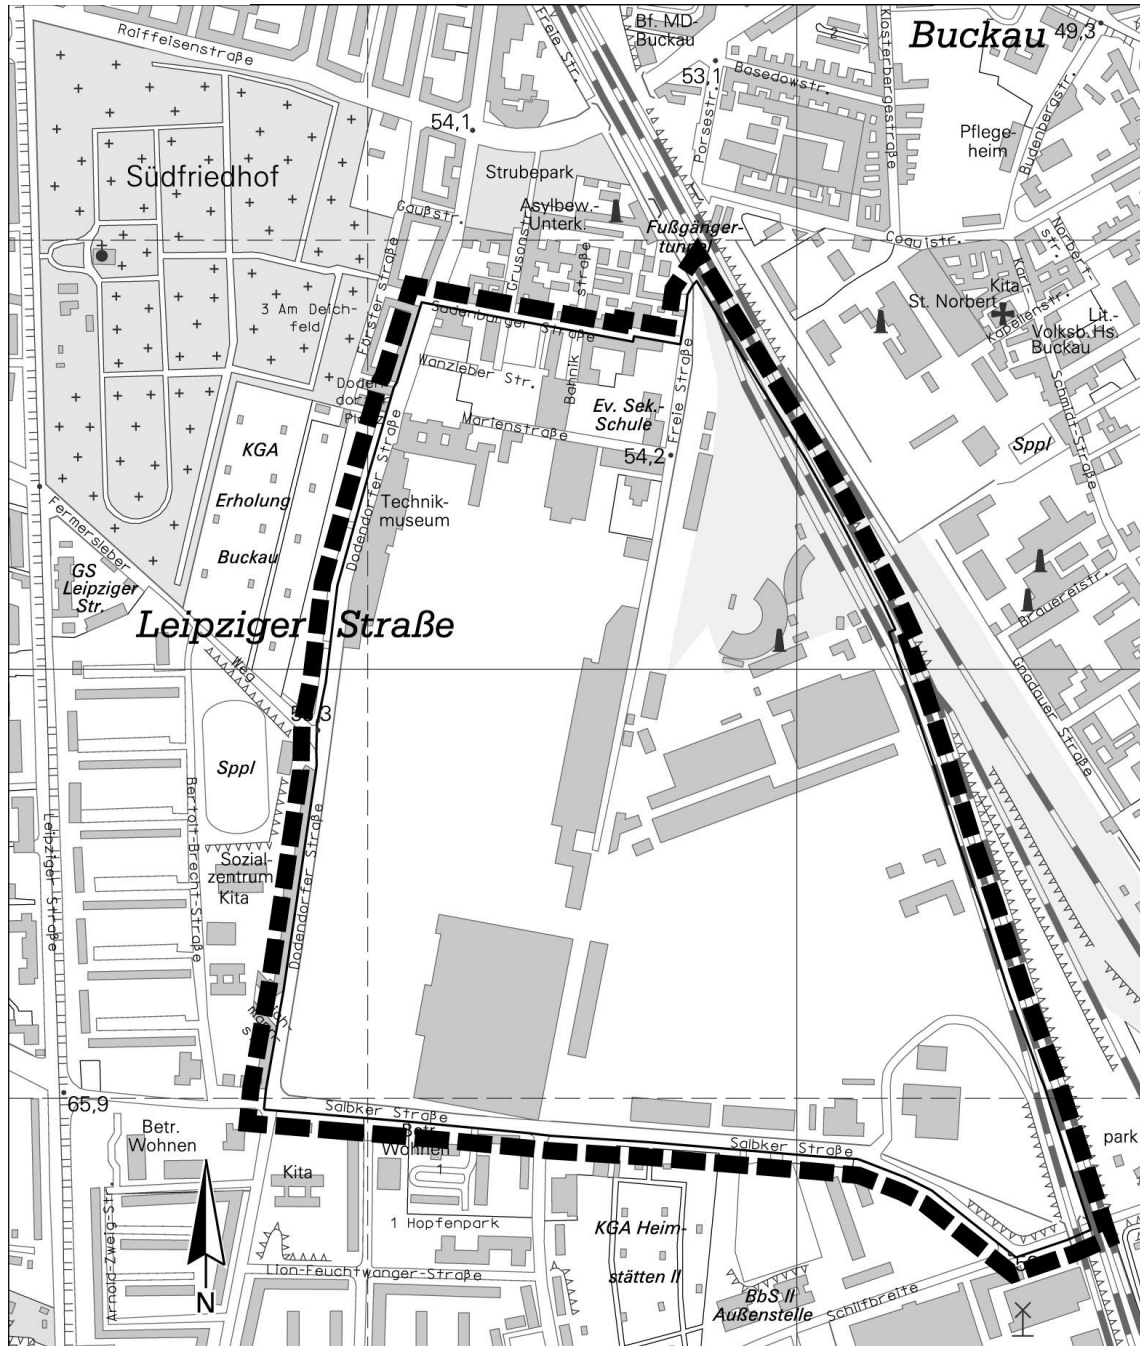 Raiffeisenstraße
Freie Str.
Bf. MD-
Buckau
2
Klosterbergestraße
Buckau
49,3
53,1
Basedowstr.
Porsestr.
Budenbergstr.
Pflege-
heim
54,1
Südfriedhof
Strubepark
Asylbew.-
Unterk.
Gaußstr.
Grusonstr.
Fußgänger-
tunnel
Coquistr.
Norbert-
str.
Karl-
Kita
St. Norbert
Kapellenstr.
Lit.-
Volksb.Hs.
Buckau
Schmidt-Straße
3 Am Deich-
feld
Försterstraße
Straße
Wanzleber Str.
Bahnik
straße
Marienstraße
Ev. Sek.-
Schule
Freie Straße
54,2
Sppl
KGA
Erholung
Buckau
Dodendorfer Straße
Technik-
museum
Fermersleber
Weg
GS
Leipziger
Str.
Leipziger Straße
Brauereistr.
Gnadauer Straße
Sppl
Bertolt-Brecht-Straße
Leipziger Straße
Sozial-
zentrum
Kita
Dodendorfer Straße
65,9
Salbker Straße
Salbker Straße
Betr.
Wohnen
Betr.
Wohnen
1
Kita
park
1 Hopfenpark
KGA Heim-
stätten II
Arnold-Zweig-Str.
N
Lion-Feuchtwanger-Straße
BbS II
Außenstelle
Schilfbreite